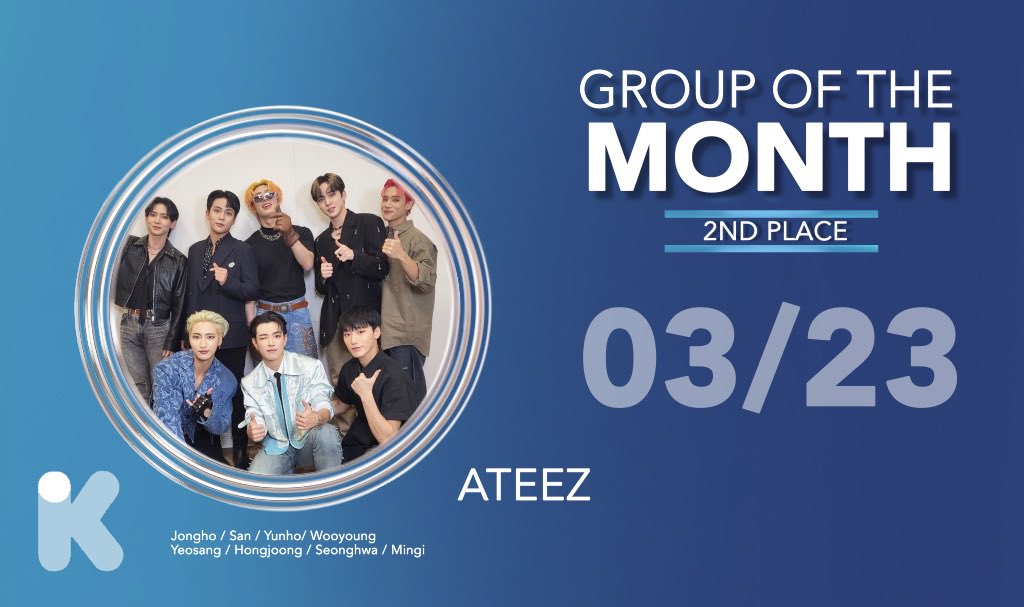 GROUP OF THE
MONTH
2ND PLACE
03/23
ATEEZ
K
Jongho / San / Yunho/ Wooyoung
Yeosang / Hongjoong / Seonghwa / Mingi